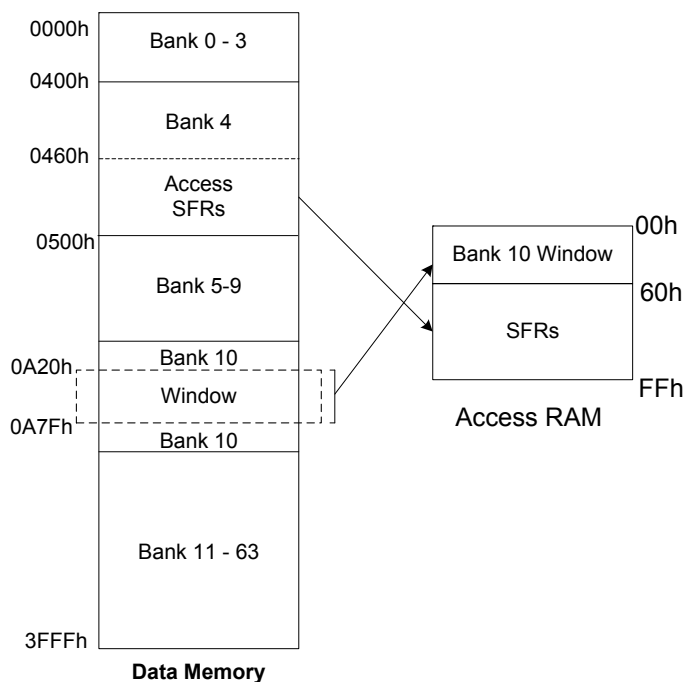 0000h
Bank 0 - 3
0400h
Bank 4
0460h
Access
SFRs
0500h
Bank 5-9
Bank 10
0A20h
Window
0A7Fh
Bank 10
Bank 11 - 63
3FFFh
Data Memory
00h
Bank 10 Window
60h
SFRs
FFh
Access RAM